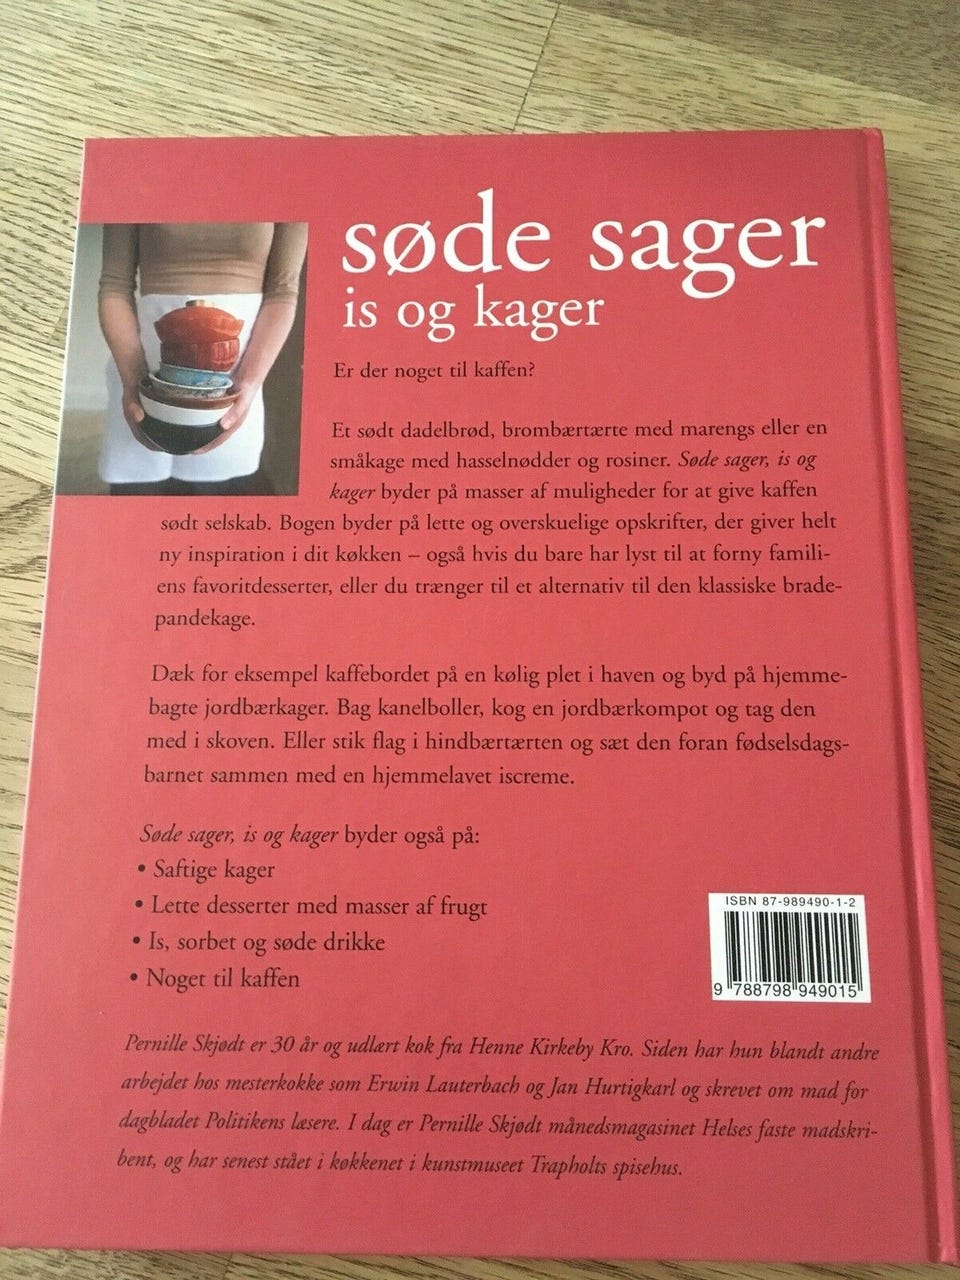 søde sager
is og kager
Er der noget til kaffen?
Et sødt dadelbrød, brombærtærte med marengs eller en
småkage med hasselnødder og rosiner. Søde sager, is og
kager byder på masser af muligheder for at give kaffen
sødt selskab. Bogen byder på lette og overskuelige opskrifter, der giver helt
ny inspiration i dit køkken – også hvis du bare har lyst til at forny famili-
ens favoritdesserter, eller du trænger til et alternativ til den klassiske brade-
pandekage.
Dæk for eksempel kaffebordet på en kølig plet i haven og byd på hjemme-
bagte jordbærkager. Bag kanelboller, kog en jordbærkompot og tag den
med i skoven. Eller stik flag i hindbærtærten og sæt den foran fødselsdags-
barnet sammen med en hjemmelavet iscreme.
Søde sager, is og kager byder også på:
• Saftige kager
• Lette desserter med masser af frugt
• Is, sorbet og søde drikke
• Noget til kaffen
ISBN 87-989490-1-2
9 788798 949015
Pernille Skjødt er 30 år og udlært kok fra Henne Kirkeby Kro. Siden har hun blandt andre
arbejdet hos mesterkokke som Erwin Lauterbach og Jan Hurtigkarl og skrevet om mad for
dagbladet Politikens læsere. I dag er Pernille Skjødt månedsmagasinet Helses faste madskri-
bent, og har senest stået i køkkenet i kunstmuseet Trapholts spisehus.